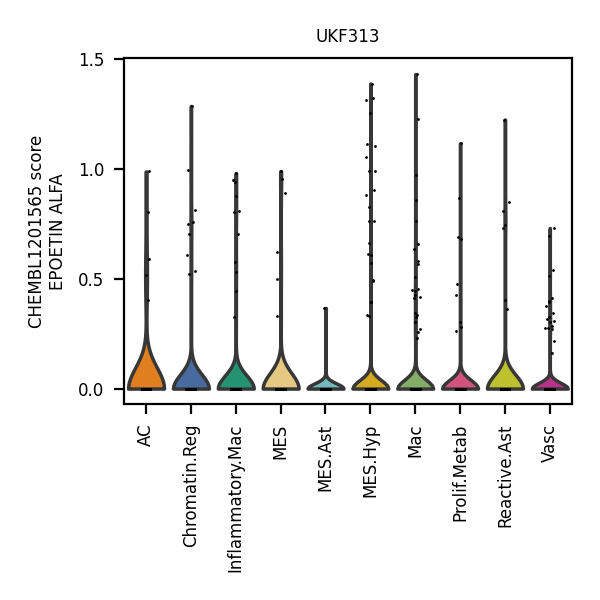 UKF313
CHEMBL1201565 score
EPOETIN ALFA
1.5
1.0
0.5
0.0
AC
Chromatin.Reg
Inflammatory.Mac
MES
MES.Ast
MES.Hyp
Mac
Prolif.Metab
Reactive.Ast
Vasc